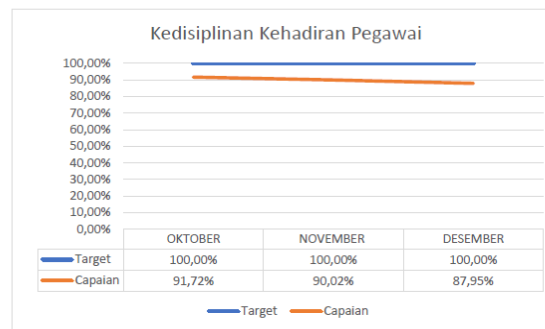 Kedisiplinan Kehadiran Pegawai
100,00%
90,00%
80,00%
70,00%
60,00%
50,00%
40,00%
30,00%
20,00%
10,00%
0,00%
OKTOBER NOVEMBER DESEMBER
Target 100,00% 100,00% 100,00%
Capaian 91,72% 90,02% 87,95%
Target Capaian